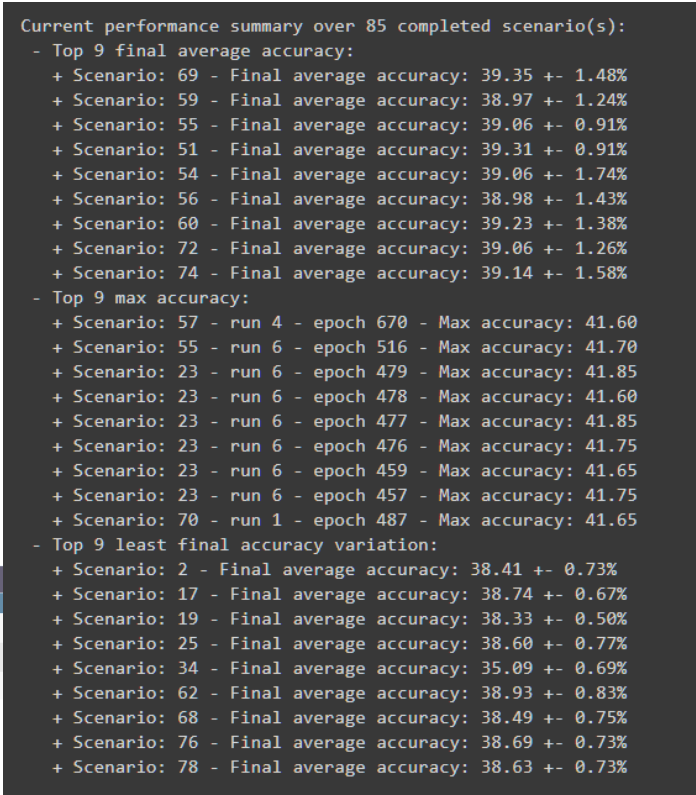 Current performance summary over 85 completed scenario(s):
- Top 9 final average accuracy:
+ Scenario: 69 - Final average accuracy: 39.35 +- 1.48%
+ Scenario: 59 - Final average accuracy: 38.97 +- 1.24%
+ Scenario: 55 - Final average accuracy: 39.06 +- 0.91%
+ Scenario: 51 - Final average accuracy: 39.31 +- 0.91%
+ Scenario: 54 - Final average accuracy: 39.06 +- 1.74%
+ Scenario: 56 - Final average accuracy: 38.98 +- 1.43%
+ Scenario: 60 - Final average accuracy: 39.23 +- 1.38%
+ Scenario: 72 - Final average accuracy: 39.06 +- 1.26%
+ Scenario: 74 - Final average accuracy: 39.14 +- 1.58%
- Top 9 max accuracy:
+ Scenario: 57 - run 4 - epoch 670 - Max accuracy: 41.60
+ Scenario: 55 - run 6 - epoch 516 - Max accuracy: 41.70
+ Scenario: 23 - run 6 - epoch 479 - Max accuracy: 41.85
+ Scenario: 23 - run 6 - epoch 478 - Max accuracy: 41.60
+ Scenario: 23 - run 6 - epoch 477 - Max accuracy: 41.85
+ Scenario: 23 - run 6 - epoch 476 - Max accuracy: 41.75
+ Scenario: 23 - run 6 - epoch 459 - Max accuracy: 41.65
+ Scenario: 23 - run 6 - epoch 457 - Max accuracy: 41.75
+ Scenario: 70 - run 1 - epoch 487 - Max accuracy: 41.65
- Top 9 least final accuracy variation:
+ Scenario: 2 - Final average accuracy: 38.41 +- 0.73%
+ Scenario: 17 - Final average accuracy: 38.74 +- 0.67%
+ Scenario: 19 - Final average accuracy: 38.33 +- 0.50%
+ Scenario: 25 - Final average accuracy: 38.60 +- 0.77%
+ Scenario: 34 - Final average accuracy: 35.09 +- 0.69%
+ Scenario: 62 - Final average accuracy: 38.93 +- 0.83%
+ Scenario: 68 - Final average accuracy: 38.49 +- 0.75%
+ Scenario: 76 - Final average accuracy: 38.69 +- 0.73%
+ Scenario: 78 - Final average accuracy: 38.63 +- 0.73%